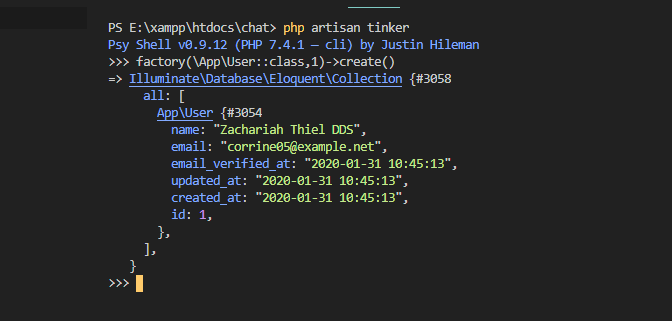 PS E:\xampp\htdocs\chat> php artisan tinker
Psy Shell v0.9.12 (PHP 7.4.1 — cli) by Justin Hileman
>>> factory(\App\User::class,1)->create()
=> Illuminate\Database\Eloquent\Collection {#3058
     all: [
       App\User {#3054
         name: "Zachariah Thiel DDS",
         email: "corrine05@example.net",
         email_verified_at: "2020-01-31 10:45:13",
         updated_at: "2020-01-31 10:45:13",
         created_at: "2020-01-31 10:45:13",
         id: 1,
       },
     ],
   }
>>>